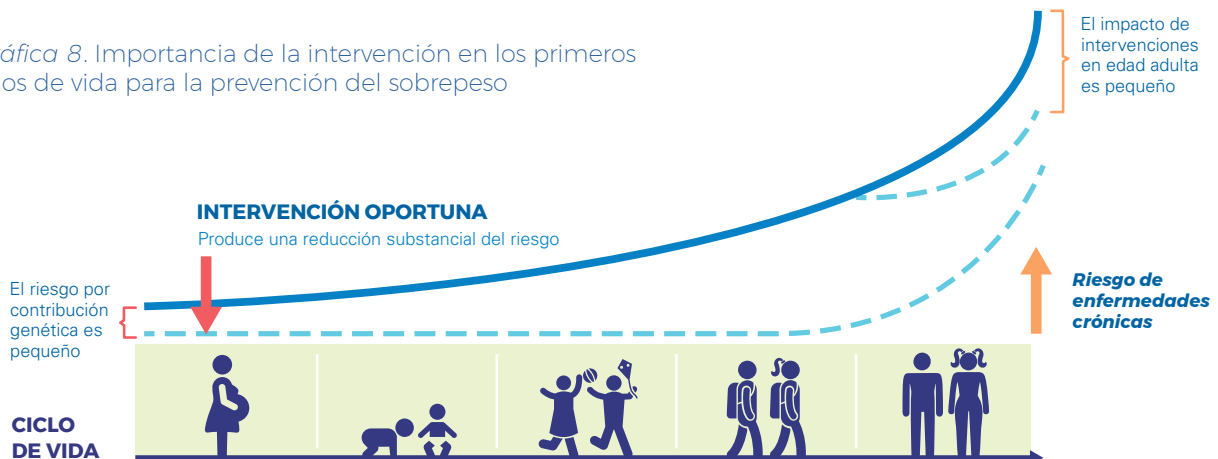 áfica 8. Importancia de la intervención en los primeros
os de vida para la prevención del sobrepeso
El impacto de
intervenciones
en edad adulta
es pequeño
INTERVENCIÓN OPORTUNA
Produce una reducción substancial del riesgo
El riesgo por
contribución
genética es
pequeño
Riesgo de
enfermedades
crónicas
CICLO
DE VIDA